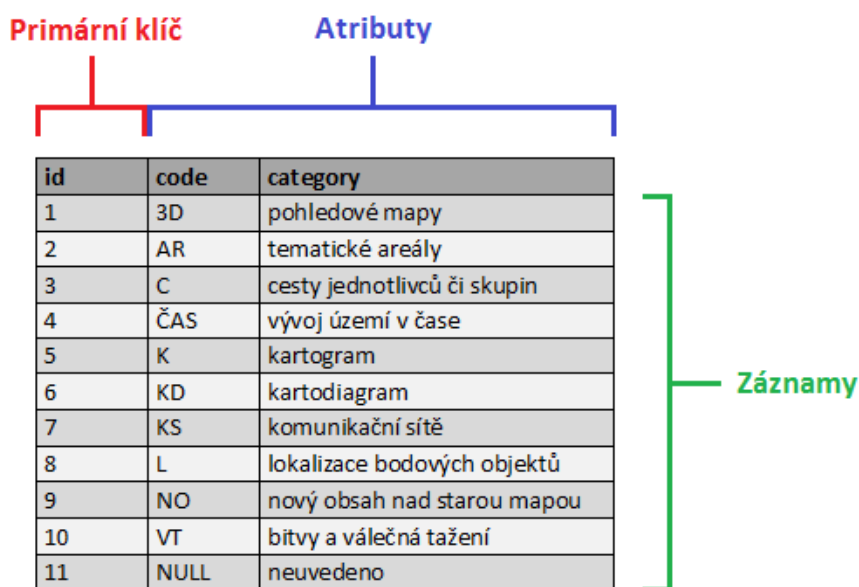 Primární klíč Atributy
id code category
1 3D pohledové mapy
2 AR tematické areály
3 C cesty jednotlivců či skupin
4 ČAS vývoj území v čase
5 K kartogram
6 KD kartodiagram
7 KS komunikační sítě
Záznamy
8 L lokalizace bodových objektů
9 NO nový obsah nad starou mapou
10 VT bitvy a válečná tažení
11 NULL neuvedeno